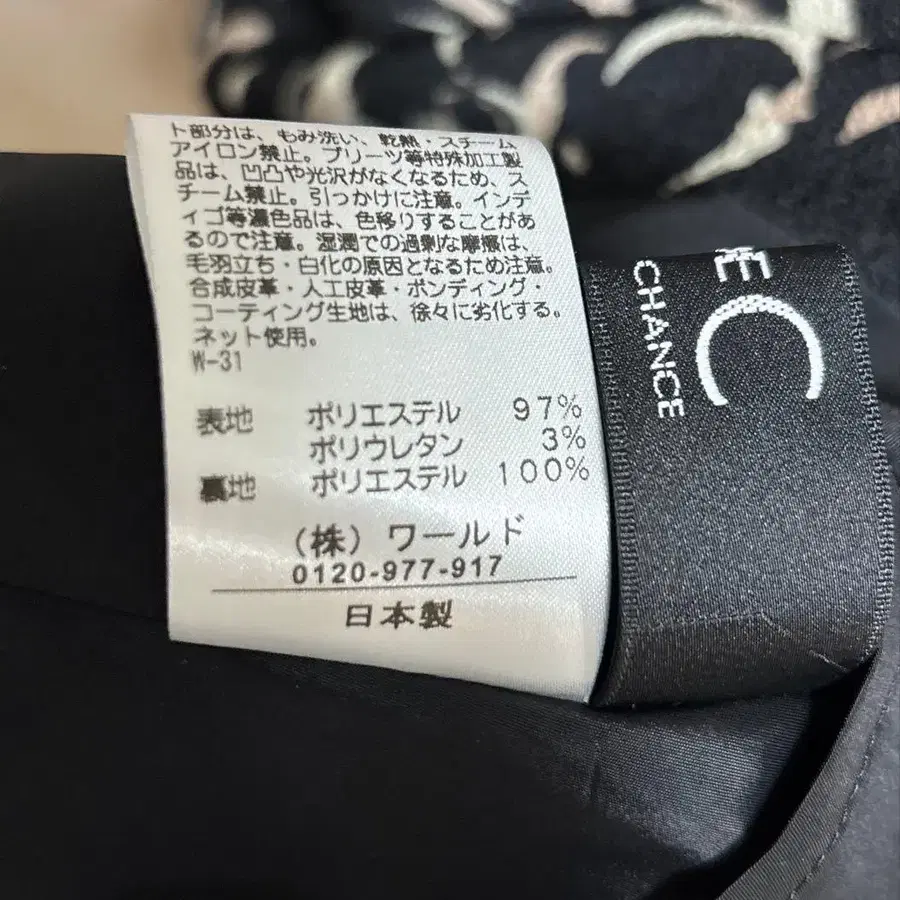 ト部分は、もみ洗い、乾熱・スチーム
アイロン禁止。プリーツ等特殊加工製
品は、凹凸や光沢がなくなるため、ス
チーム禁止。引っかけに注意。インデ
ィゴ等濃色品は、色移りすることがあ
るので注意。湿潤での過剰な摩擦は、
毛羽立ち・白化の原因となるため注意。
合成皮革・人工皮革・ボンディング・
コーティング生地は、徐々に劣化する。
ネット使用。
W-31
表地 ポリエステル 97%
ポリウレタン 3%
裏地 ポリエステル 100%
(株) ワールド
0120-977-917
日本製
C
CHANCE